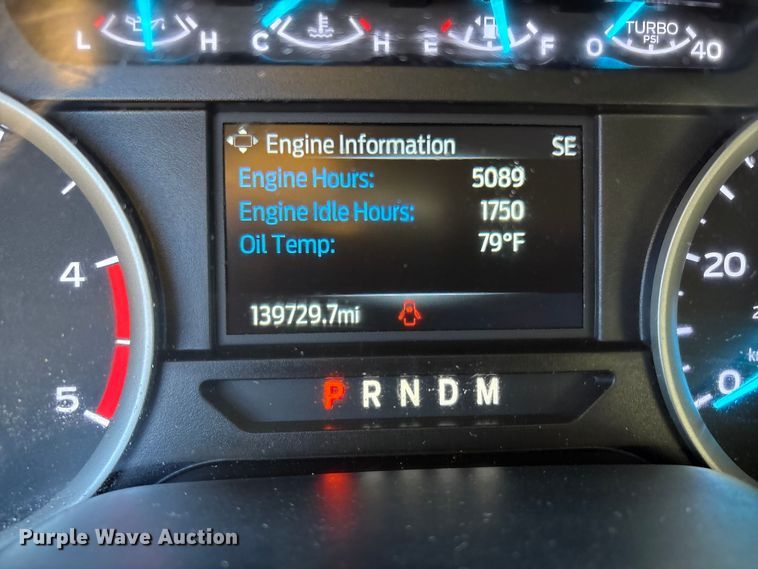 L H C H E F 0 TURBO PSI 40
Engine Information SE
Engine Hours: 5089
Engine Idle Hours: 1750
Oil Temp: 79°F
139729.7mi
4
5
20
0
P R N D M
Purple Wave Auction